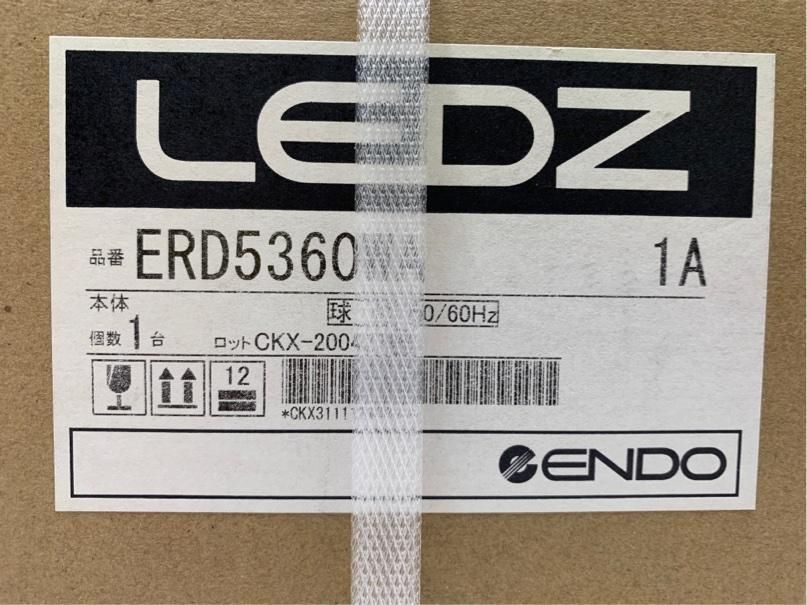 LEDZ
品番 ERD5360 1A
本体
球 0/60Hz
個数 1 台 ロット CKX-2004
12
*CKX3111
ENDO